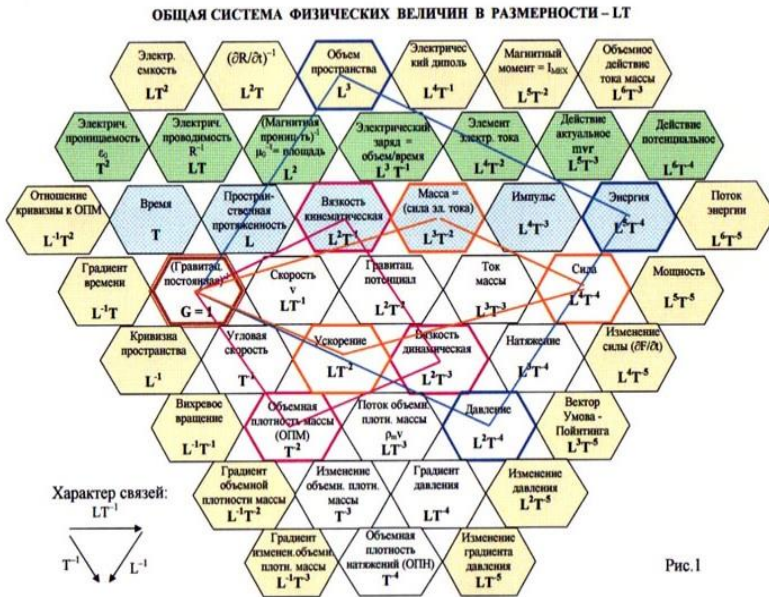 ОБЩАЯ СИСТЕМА ФИЗИЧЕСКИХ ВЕЛИЧИН В РАЗМЕРНОСТИ – LT
Электр.
емкость
LT²
(∂R/∂t)⁻¹
L²T
Объем
пространства
L³
Электричес
кий диполь
L⁴T⁻¹
Магнитный
момент = I_МЕХ
L⁵T⁻²
Объемное
действие
тока массы
L⁶T⁻³
Электрич.
проницаемость
ε₀
T²
Электрич.
проводимость
R⁻¹
LT
(Магнитная
прониц-ть)⁻¹
μ₀⁻¹= площадь
L²
Электрический
заряд =
объем/время
L³ T⁻¹
Элемент
электр. тока
L⁴T⁻²
Действие
актуальное
mvr
L⁵T⁻³
Действие
потенциальное
L⁶T⁻⁴
Отношение
кривизны к ОПМ
L⁻¹T²
Время
T
Простран-
ственная
протяженность
L
Вязкость
кинематическая
L²T⁻¹
Масса =
(сила эл. тока)
L³T⁻²
Импульс
L⁴T⁻³
Энергия
L⁵T⁻⁴
Поток
энергии
L⁶T⁻⁵
Градиент
времени
L⁻¹T
(Гравитац.
постоянная)⁻¹
G = 1
Скорость
v
LT⁻¹
Гравитац.
потенциал
L²T⁻²
Ток
массы
L³T⁻³
Сила
L⁴T⁻⁴
Мощность
L⁵T⁻⁵
Кривизна
пространства
L⁻¹
Угловая
скорость
T⁻¹
Ускорение
LT⁻²
Вязкость
динамическая
L²T⁻³
Натяжение
L³T⁻⁴
Изменение
силы (∂F/∂t)
L⁴T⁻⁵
Вихревое
вращение
L⁻¹T⁻¹
Объемная
плотность массы
(ОПМ)
T⁻²
Поток объемн.
плотн. массы
ρₘv
LT⁻³
Давление
L²T⁻⁴
Вектор
Умова -
Пойнтинга
L³T⁻⁵
Градиент
объемной
плотности массы
L⁻¹T⁻²
Изменение
объемн. плотн.
массы
T⁻³
Градиент
давления
LT⁻⁴
Изменение
давления
L²T⁻⁵
Градиент
изменен.объемн.
плотн. массы
L⁻¹T⁻³
Объемная
плотность
натяжений (ОПН)
T⁻⁴
Изменение
градиента
давления
LT⁻⁵
Характер связей:
LT⁻¹
T⁻¹
L⁻¹
Рис.1